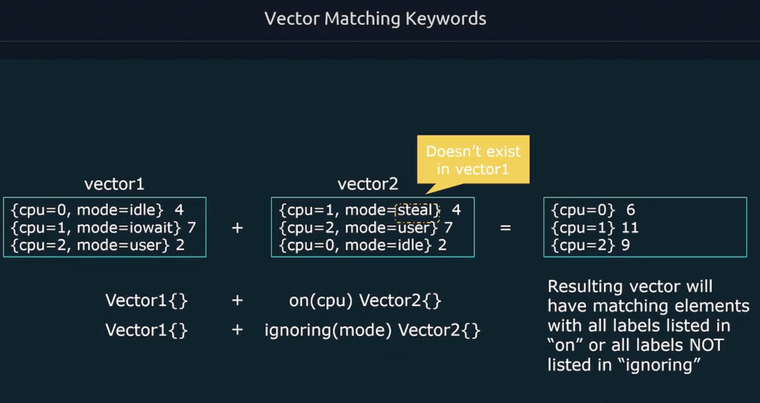 Vector Matching Keywords
Doesn't exist
in vector1
vector1
vector2
{cpu=0, mode=idle} 4
{cpu=1, mode=iowait} 7
{cpu=2, mode=user} 2
+
{cpu=1, mode=steal} 4
{cpu=2, mode=user} 7
{cpu=0, mode=idle} 2
=
{cpu=0} 6
{cpu=1} 11
{cpu=2} 9
Vector1{} + on(cpu) Vector2{}
Vector1{} + ignoring(mode) Vector2{}
Resulting vector will
have matching elements
with all labels listed in
“on” or all labels NOT
listed in “ignoring”